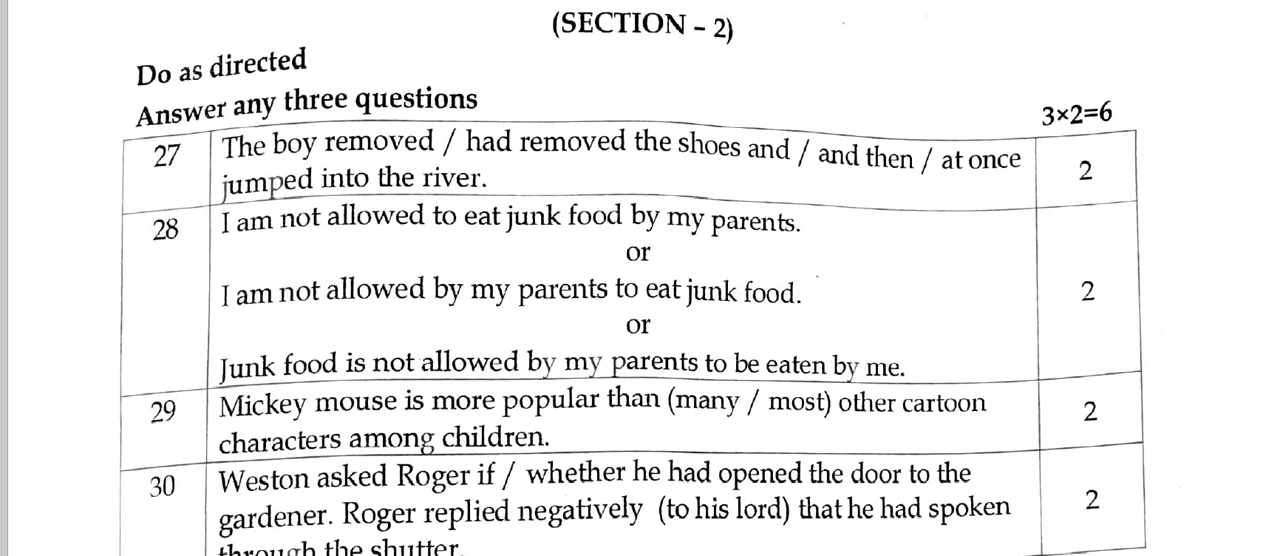 (SECTION – 2)
Do as directed
Answer any three questions
3×2=6
27 The boy removed / had removed the shoes and / and then / at once 2
jumped into the river.
28 I am not allowed to eat junk food by my parents.
or
I am not allowed by my parents to eat junk food. 2
or
Junk food is not allowed by my parents to be eaten by me.
29 Mickey mouse is more popular than (many / most) other cartoon 2
characters among children.
30 Weston asked Roger if / whether he had opened the door to the
gardener. Roger replied negatively (to his lord) that he had spoken 2
through the shutter.